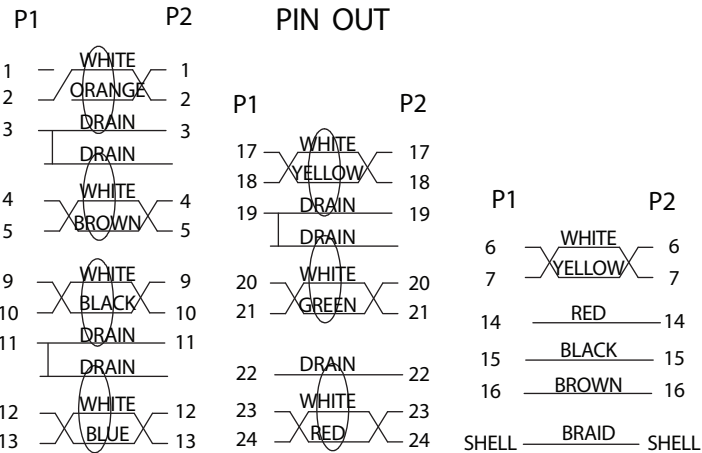 PIN OUT
P1 P2
1 WHITE 1
2 ORANGE 2
3 DRAIN 3
DRAIN
4 WHITE 4
5 BROWN 5
9 WHITE 9
10 BLACK 10
11 DRAIN 11
DRAIN
12 WHITE 12
13 BLUE 13
P1 P2
17 WHITE 17
18 YELLOW 18
19 DRAIN 19
DRAIN
20 WHITE 20
21 GREEN 21
22 DRAIN 22
23 WHITE 23
24 RED 24
P1 P2
6 WHITE 6
7 YELLOW 7
14 RED 14
15 BLACK 15
16 BROWN 16
SHELL BRAID SHELL